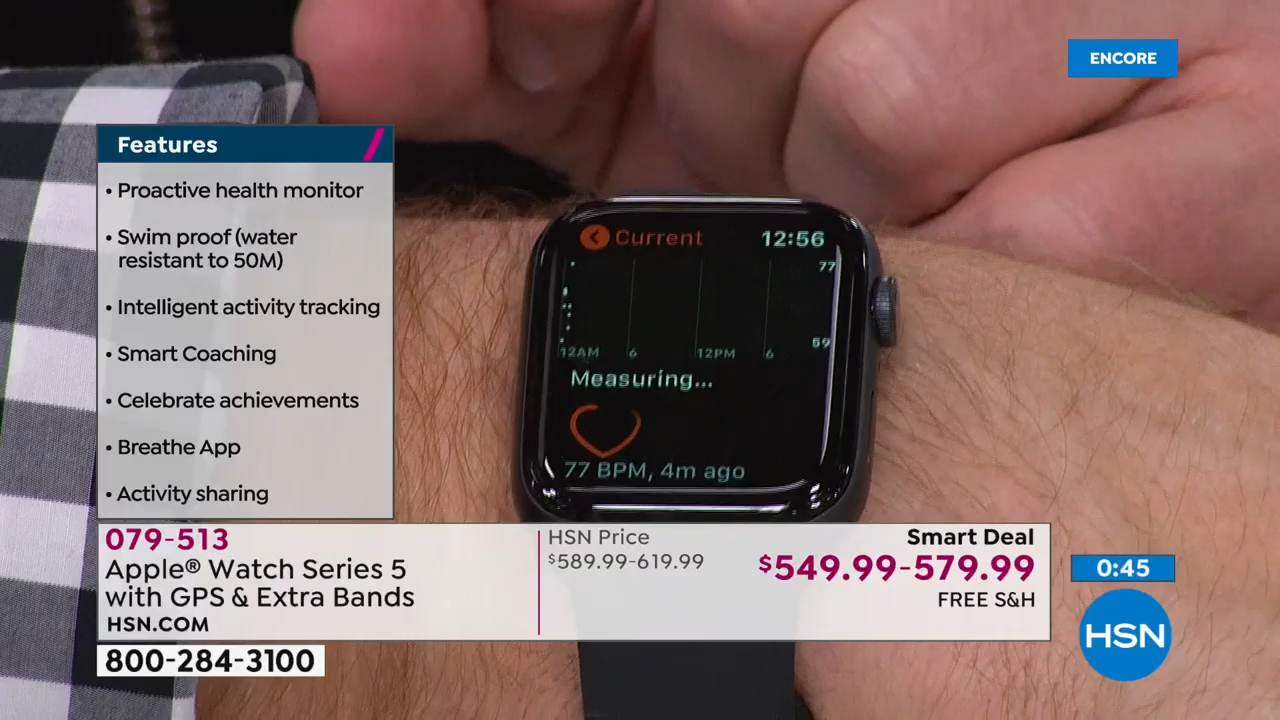 ENCORE
Features
• Proactive health monitor
• Swim proof (water
resistant to 50M)
• Intelligent activity tracking
• Smart Coaching
• Celebrate achievements
• Breathe App
• Activity sharing
Current 12:56
77
59
12AM 6 12PM 6
Measuring...
77 BPM, 4m ago
079-513
Apple® Watch Series 5
with GPS & Extra Bands
HSN.COM
HSN Price
$589.99-619.99
Smart Deal
$549.99-579.99
FREE S&H
0:45
HSN
800-284-3100